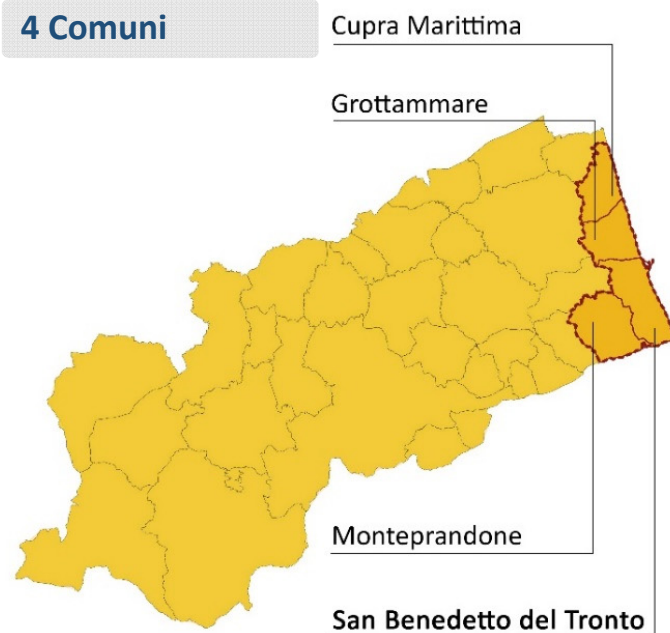 4 Comuni
Cupra Marittima
Grottammare
Monteprandone
San Benedetto del Tronto